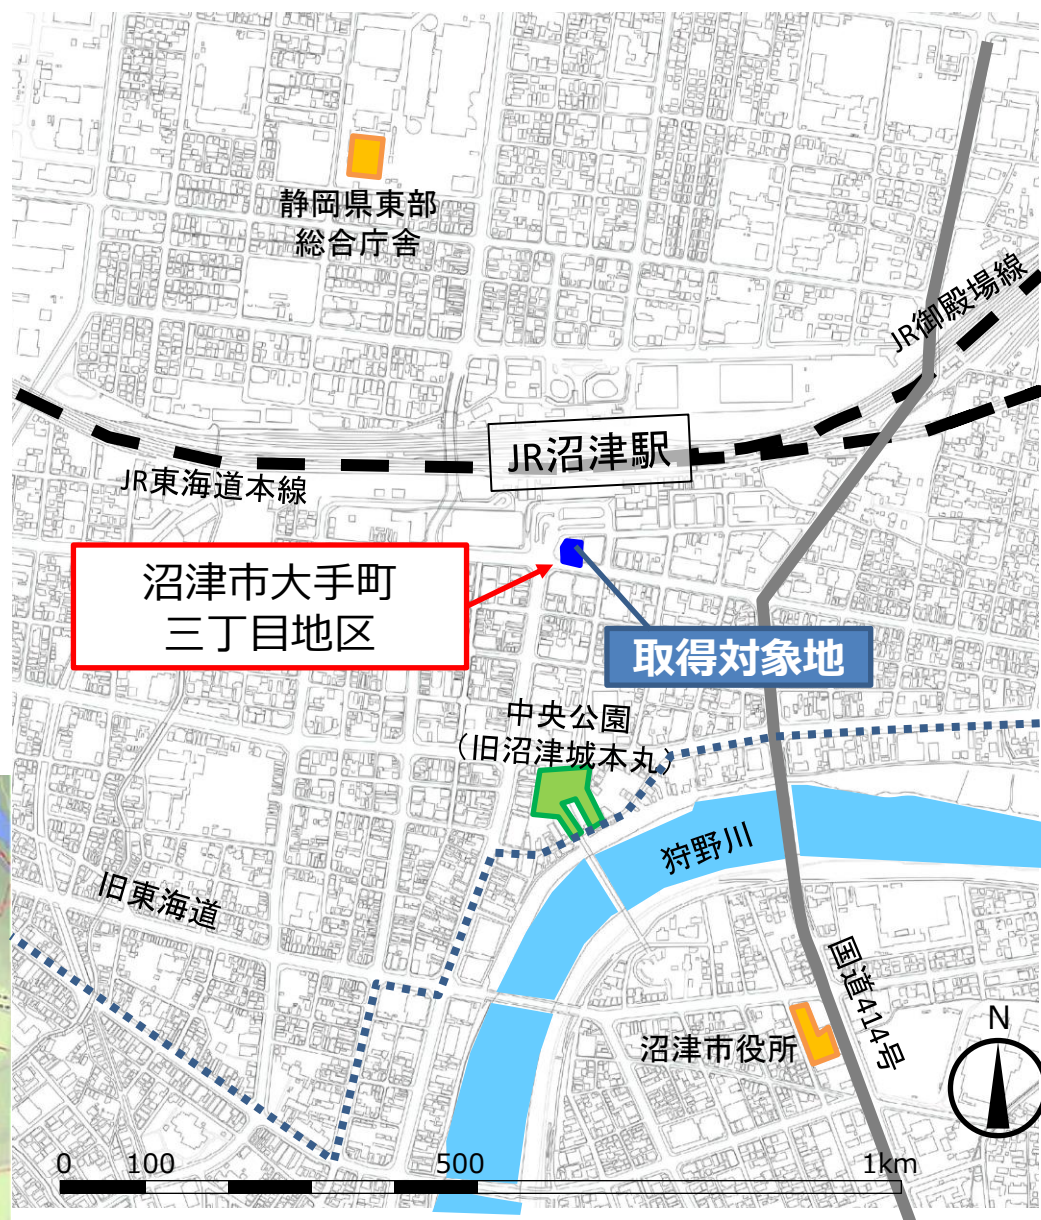 静岡県東部
総合庁舎
JR御殿場線
JR沼津駅
JR東海道本線
沼津市大手町
三丁目地区
取得対象地
中央公園
（旧沼津城本丸）
狩野川
旧東海道
国道414号
沼津市役所
N
0 100 500 1km